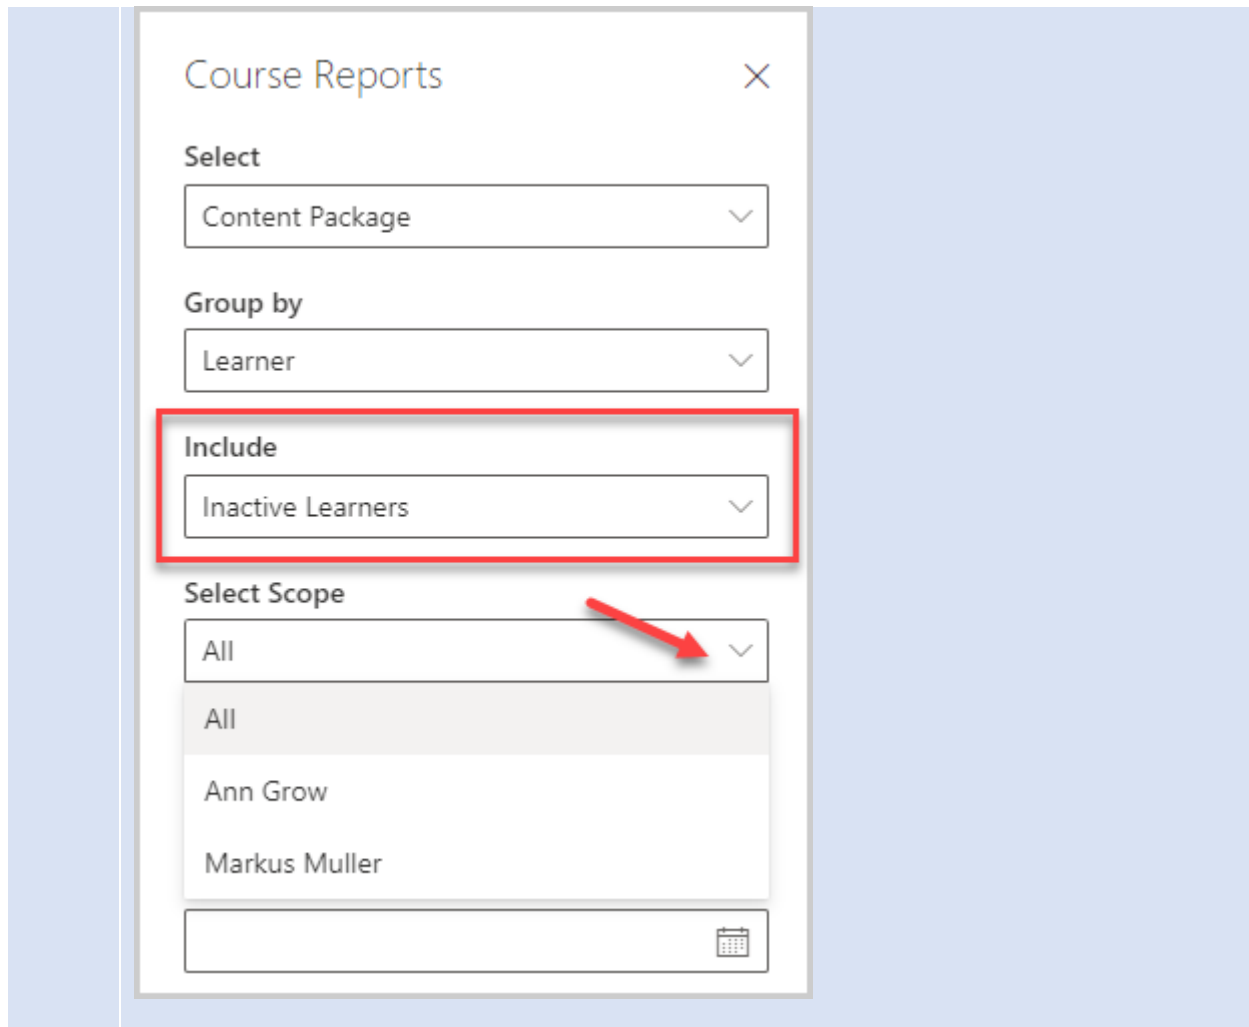 Course Reports
Select
Content Package
Group by
Learner
Include
Inactive Learners
Select Scope
All
All
Ann Grow
Markus Muller